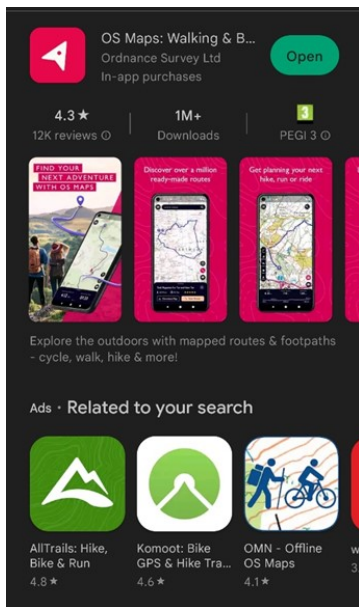 OS Maps: Walking & B...
Ordnance Survey Ltd
In-app purchases
Open
4.3★
12K reviews
1M+
Downloads
3
PEGI 3
FIND YOUR
NEXT ADVENTURE
WITH OS MAPS
Discover over a million
ready-made routes
Get planning your next
hike, run or ride
Explore the outdoors with mapped routes & footpaths
- cycle, walk, hike & more!
Ads · Related to your search
AllTrails: Hike,
Bike & Run
4.8★
Komoot: Bike
GPS & Hike Tra...
4.6★
OMN - Offline
OS Maps
4.1★
w
3